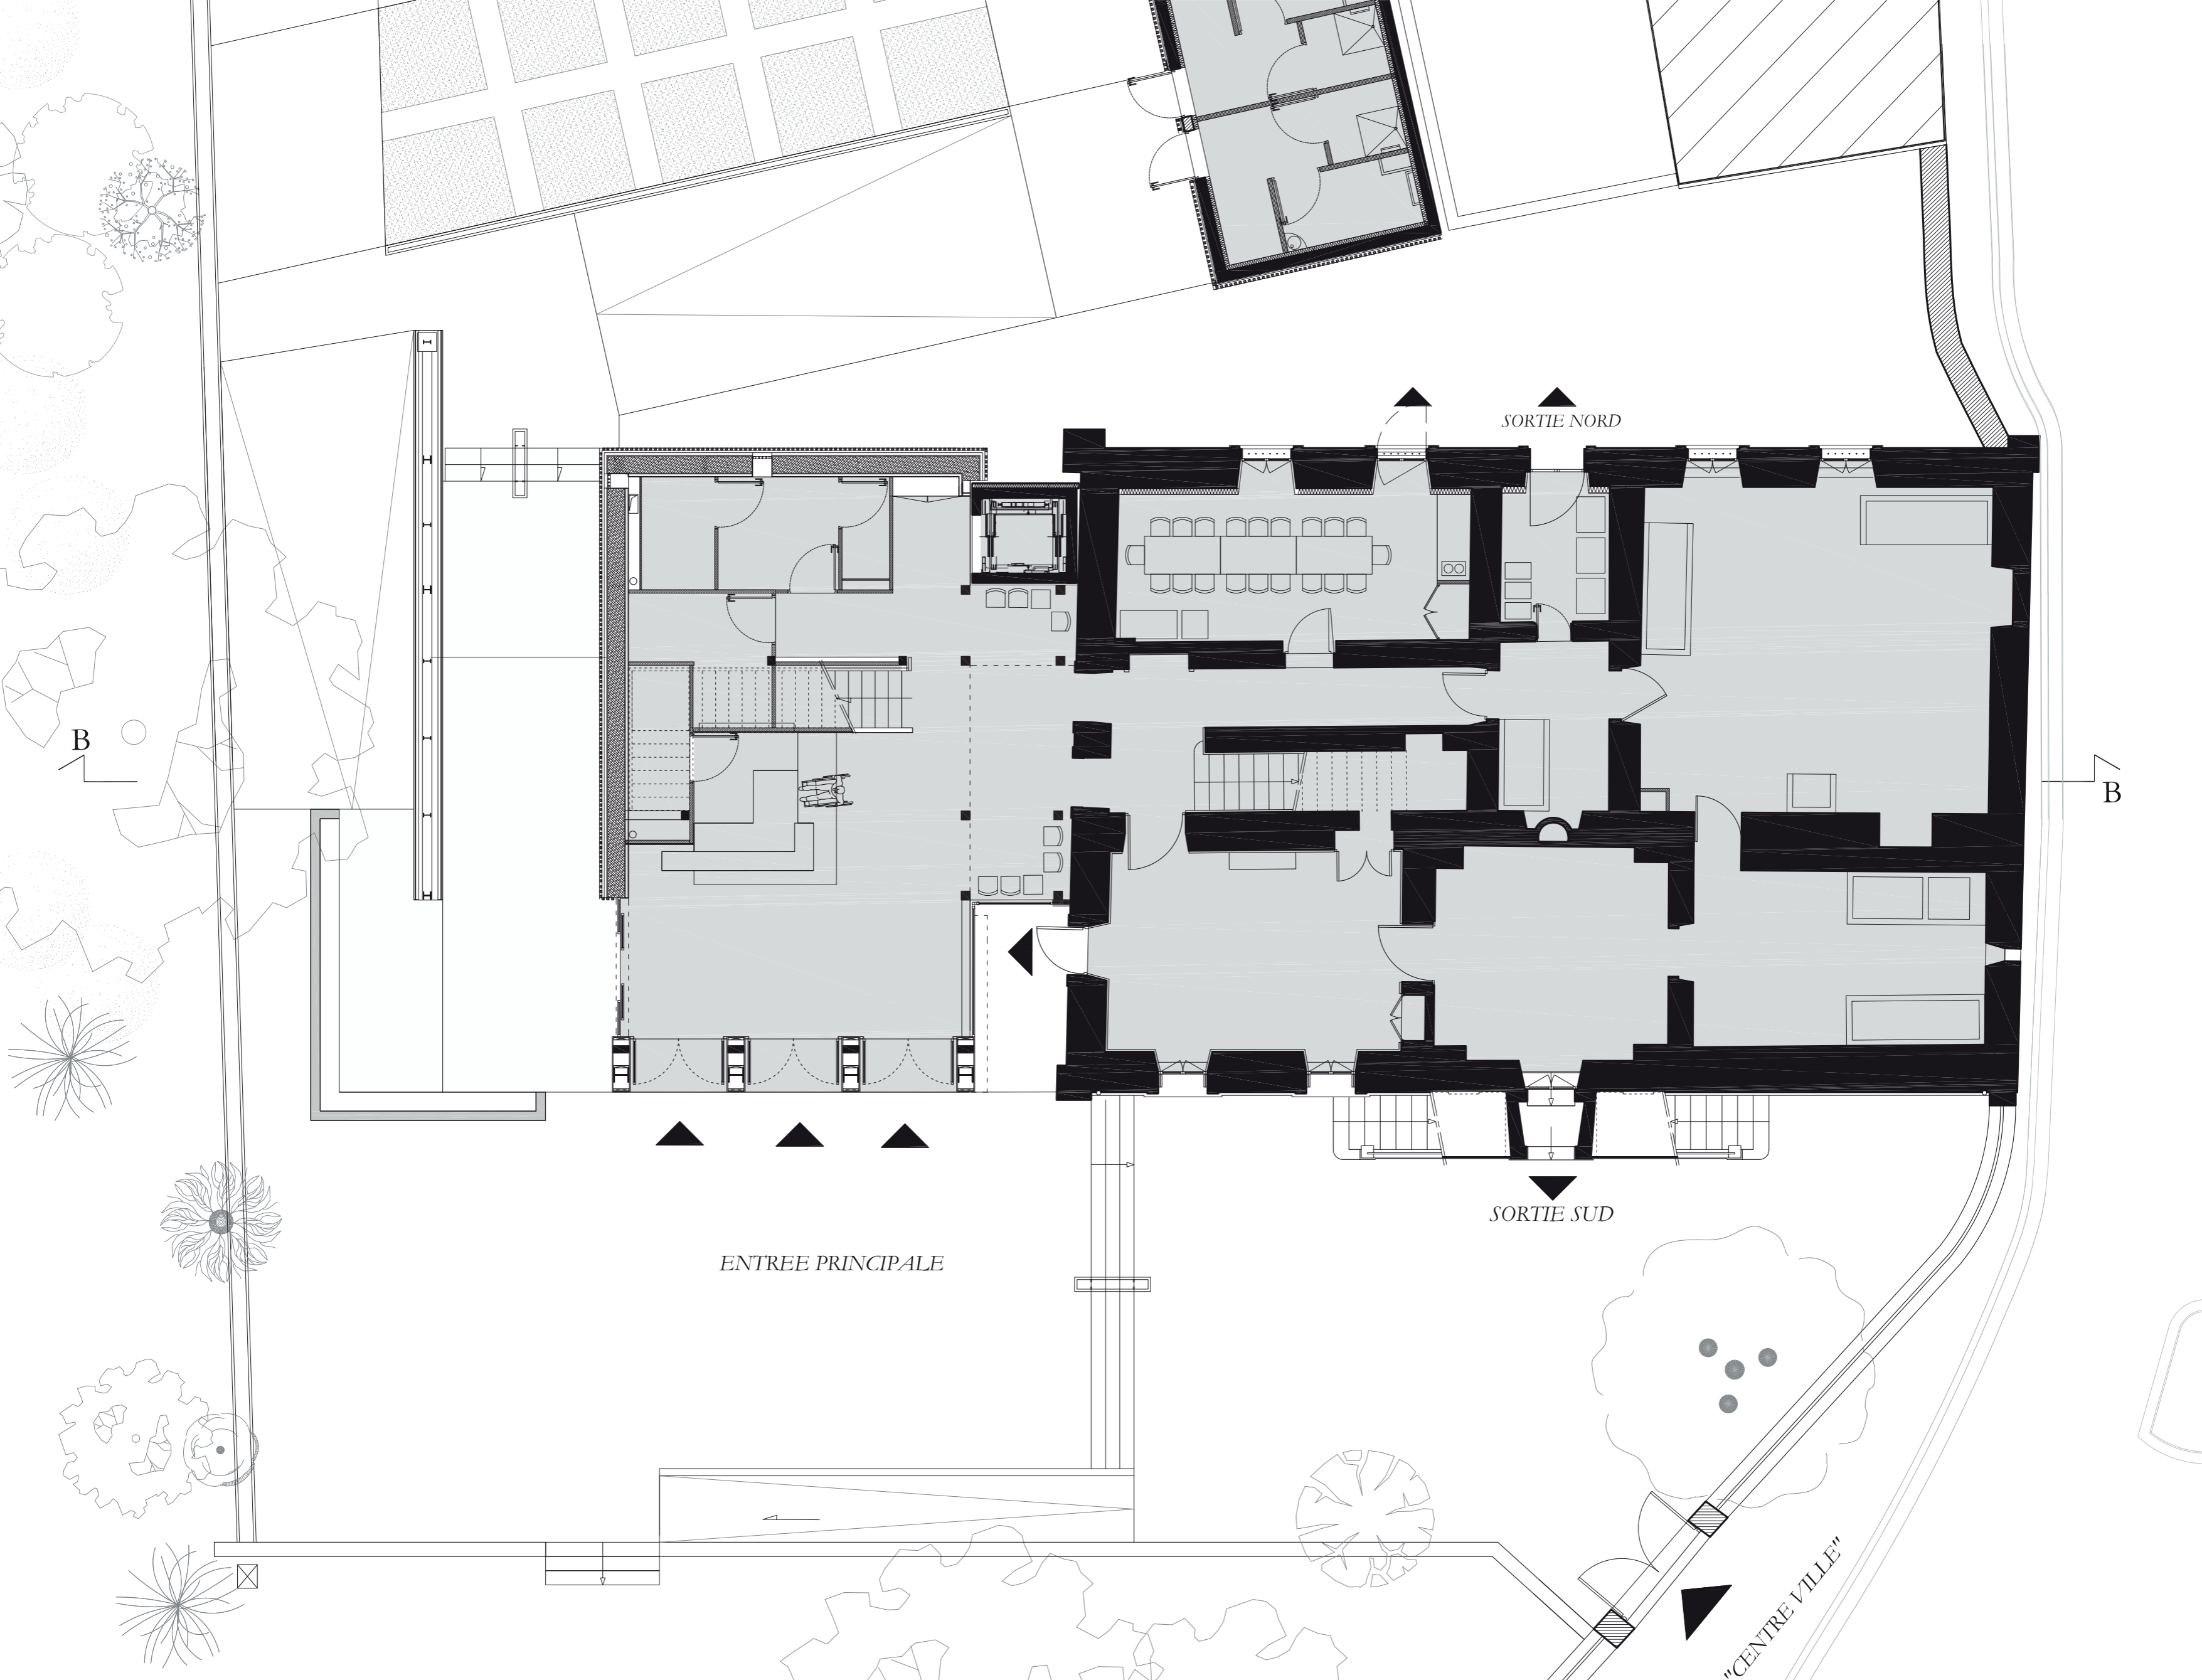 SORTIE NORD
B
B
SORTIE SUD
ENTREE PRINCIPALE
"CENTRE VILLE"